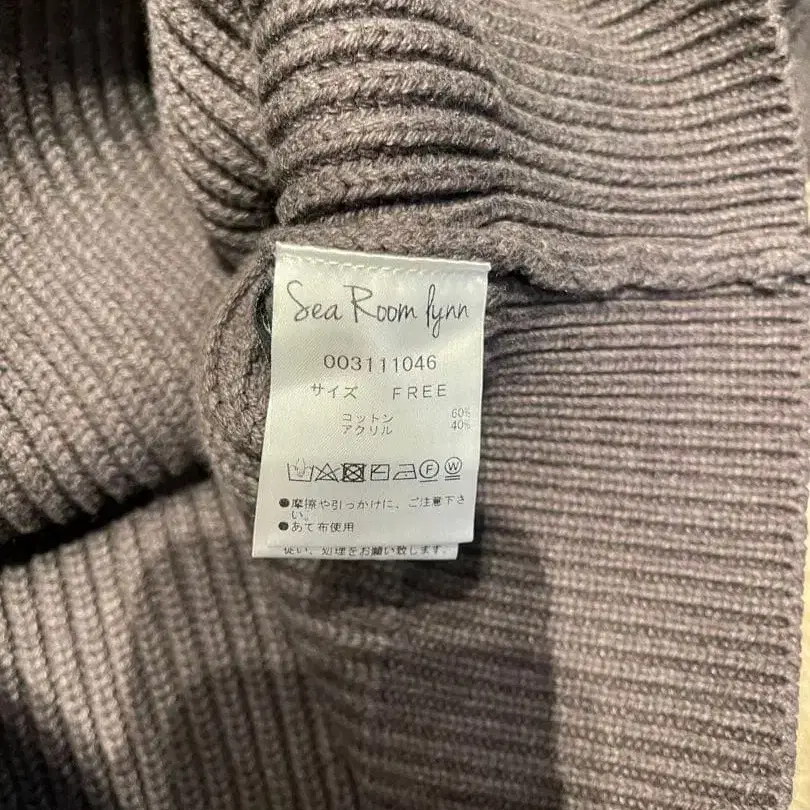 Sea Room lynn
003111046
サイズ FREE
コットン 60%
アクリル 40%
F W
●摩擦や引っかけに、ご注意下さ
い。
●あて布使用
従い、処理をお願い致します。